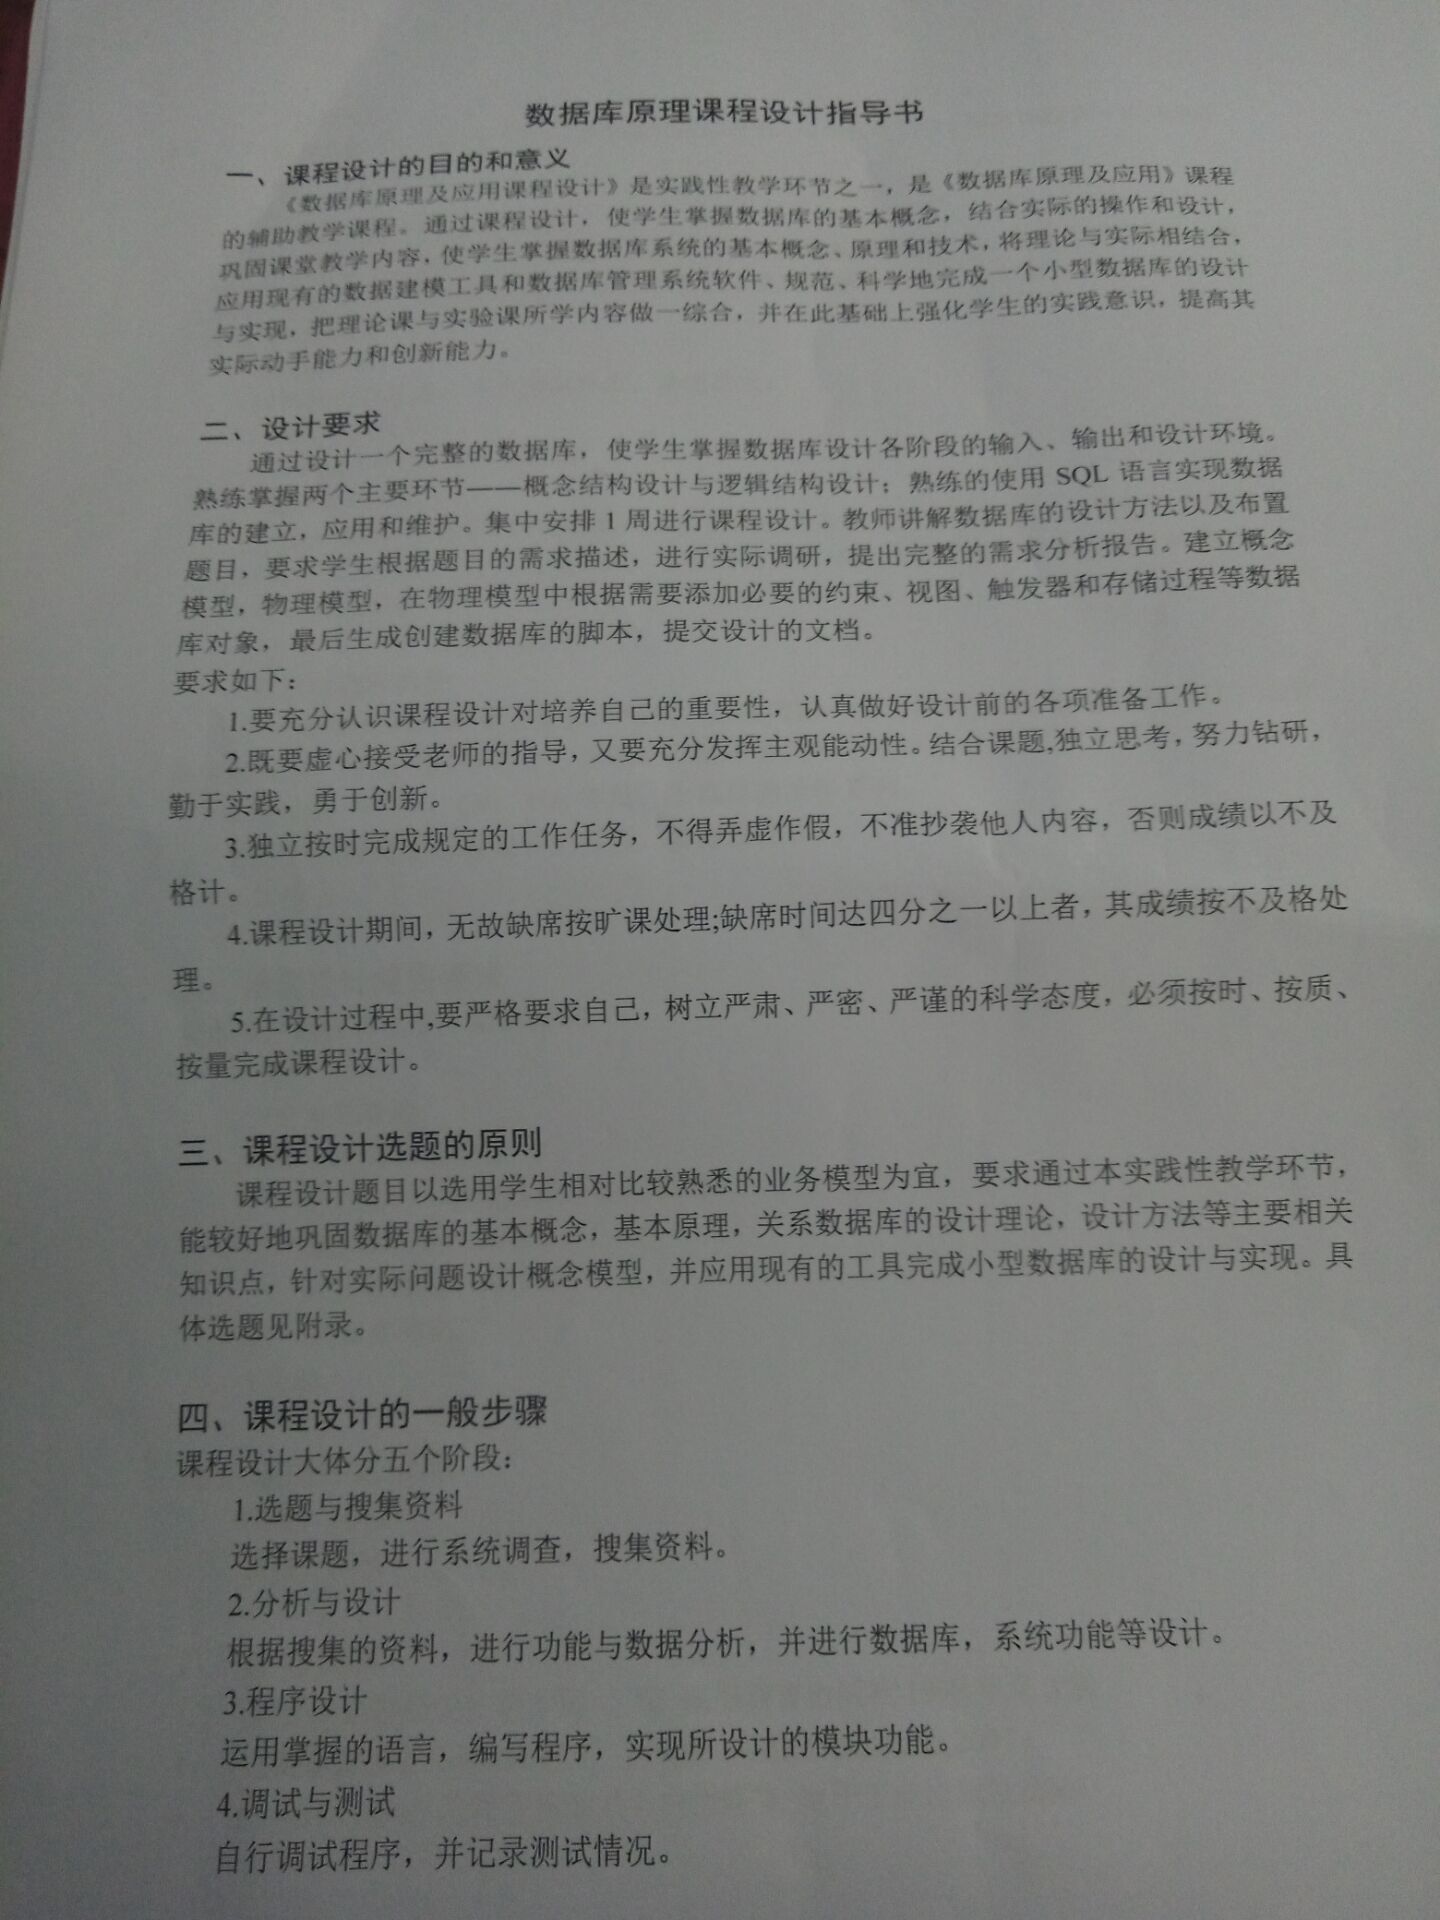 数据库原理课程设计指导书
一、课程设计的目的和意义
《数据库原理及应用课程设计》是实践性教学环节之一，是《数据库原理及应用》课程
的辅助教学课程。通过课程设计，使学生掌握数据库的基本概念，结合实际的操作和设计，
巩固课堂教学内容，使学生掌握数据库系统的基本概念、原理和技术，将理论与实际相结合，
应用现有的数据建模工具和数据库管理系统软件、规范、科学地完成一个小型数据库的设计
与实现，把理论课与实验课所学内容做一综合，并在此基础上强化学生的实践意识，提高其
实际动手能力和创新能力。
二、设计要求
通过设计一个完整的数据库，使学生掌握数据库设计各阶段的输入、输出和设计环境。
熟练掌握两个主要环节——概念结构设计与逻辑结构设计；熟练的使用 SQL 语言实现数据
库的建立，应用和维护。集中安排 1 周进行课程设计。教师讲解数据库的设计方法以及布置
题目，要求学生根据题目的需求描述，进行实际调研，提出完整的需求分析报告。建立概念
模型，物理模型，在物理模型中根据需要添加必要的约束、视图、触发器和存储过程等数据
库对象，最后生成创建数据库的脚本，提交设计的文档。
要求如下：
1.要充分认识课程设计对培养自己的重要性，认真做好设计前的各项准备工作。
2.既要虚心接受老师的指导，又要充分发挥主观能动性。结合课题,独立思考，努力钻研，
勤于实践，勇于创新。
3.独立按时完成规定的工作任务，不得弄虚作假，不准抄袭他人内容，否则成绩以不及
格计。
4.课程设计期间，无故缺席按旷课处理;缺席时间达四分之一以上者，其成绩按不及格处
理。
5.在设计过程中,要严格要求自己，树立严肃、严密、严谨的科学态度，必须按时、按质、
按量完成课程设计。
三、课程设计选题的原则
课程设计题目以选用学生相对比较熟悉的业务模型为宜，要求通过本实践性教学环节，
能较好地巩固数据库的基本概念，基本原理，关系数据库的设计理论，设计方法等主要相关
知识点，针对实际问题设计概念模型，并应用现有的工具完成小型数据库的设计与实现。具
体选题见附录。
四、课程设计的一般步骤
课程设计大体分五个阶段：
1.选题与搜集资料
选择课题，进行系统调查，搜集资料。
2.分析与设计
根据搜集的资料，进行功能与数据分析，并进行数据库，系统功能等设计。
3.程序设计
运用掌握的语言，编写程序，实现所设计的模块功能。
4.调试与测试
自行调试程序，并记录测试情况。